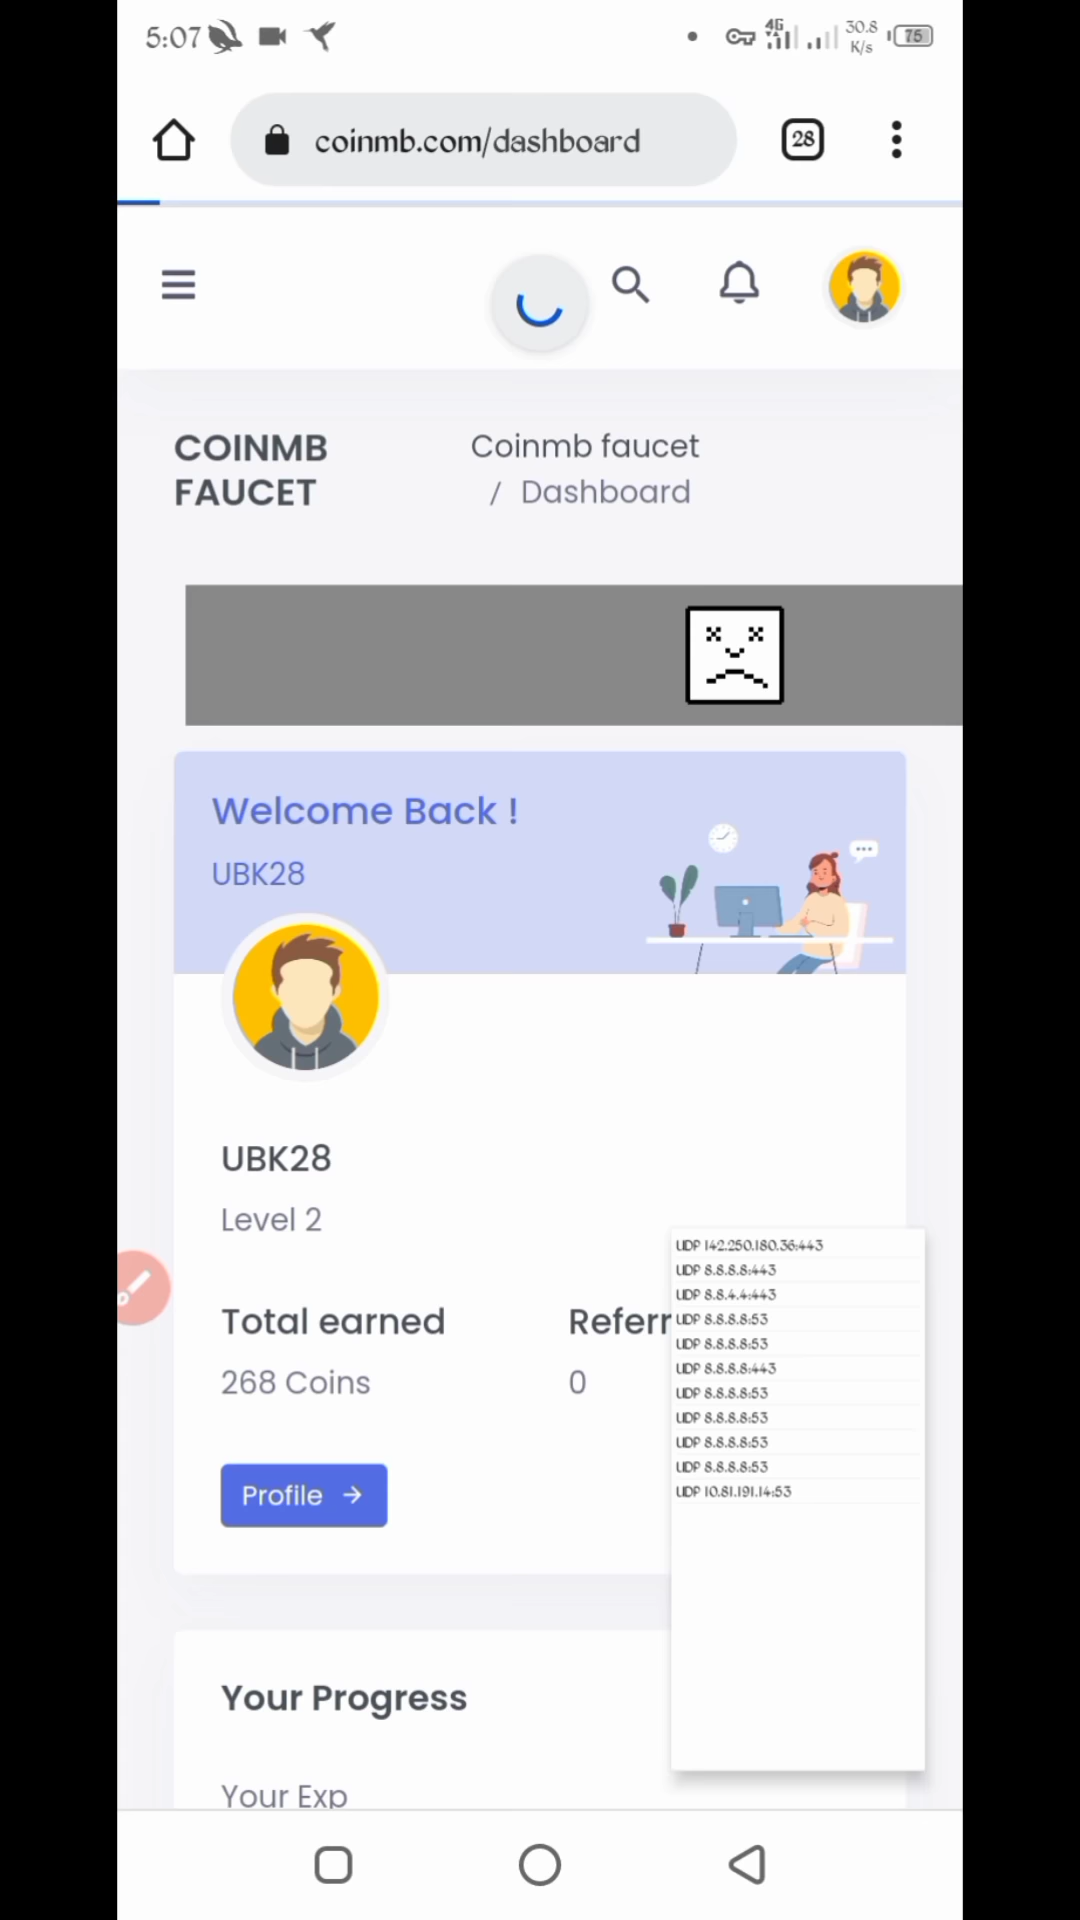 5:07
4G
30.8
K/s
75
coinmb.com/dashboard
28
COINMB
FAUCET
Coinmb faucet
/ Dashboard
Welcome Back !
UBK28
UBK28
Level 2
Total earned
Referr
268 Coins
0
Profile →
UDP 142.250.180.36:443
UDP 8.8.8.8:443
UDP 8.8.4.4:443
UDP 8.8.8.8:53
UDP 8.8.8.8:53
UDP 8.8.8.8:443
UDP 8.8.8.8:53
UDP 8.8.8.8:53
UDP 8.8.8.8:53
UDP 8.8.8.8:53
UDP 10.81.191.14:53
Your Progress
Your Exp